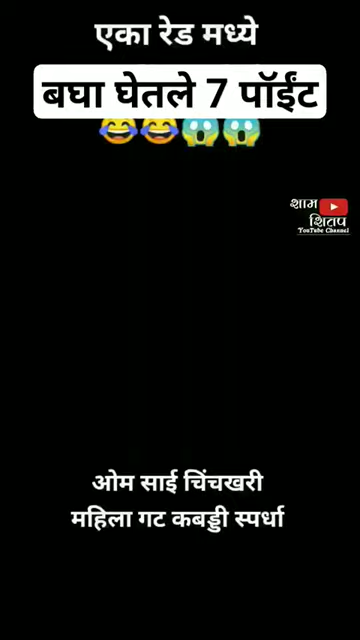 एका रेड मध्ये
बघा घेतले 7 पॉईंट
😂😂😱😱
शाम
शितप
YouTube Channel
ओम साई चिंचखरी
महिला गट कबड्डी स्पर्धा